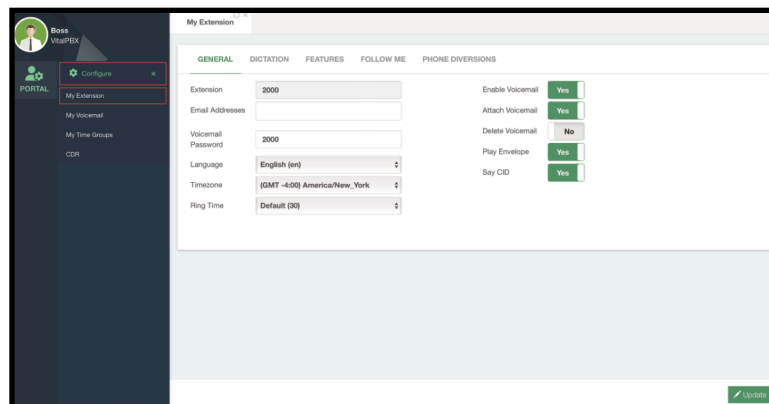 Boss
VitalPBX
PORTAL
Configure ×
My Extension
My Voicemail
My Time Groups
CDR
My Extension
GENERAL DICTATION FEATURES FOLLOW ME PHONE DIVERSIONS
Extension 2000
Email Addresses
Voicemail
Password 2000
Language English (en)
Timezone (GMT -4:00) America/New_York
Ring Time Default (30)
Enable Voicemail Yes
Attach Voicemail Yes
Delete Voicemail No
Play Envelope Yes
Say CID Yes
Update